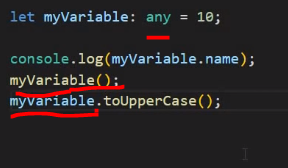 let myVariable: any = 10;
console.log(myVariable.name);
myVariable();
myVariable.toUpperCase();